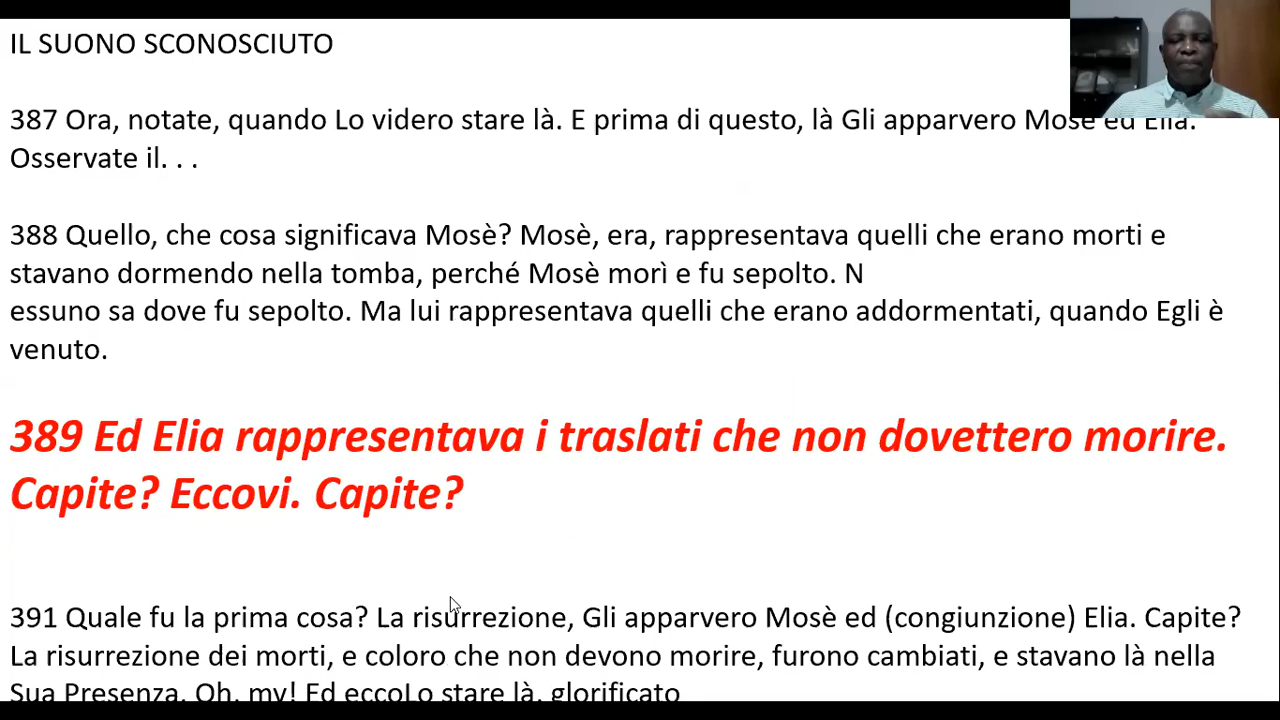 IL SUONO SCONOSCIUTO
387 Ora, notate, quando Lo videro stare là. E prima di questo, là Gli apparvero Mosè ed Elia.
Osservate il. . .
388 Quello, che cosa significava Mosè? Mosè, era, rappresentava quelli che erano morti e
stavano dormendo nella tomba, perché Mosè morì e fu sepolto. N
essuno sa dove fu sepolto. Ma lui rappresentava quelli che erano addormentati, quando Egli è
venuto.
389 Ed Elia rappresentava i traslati che non dovettero morire.
Capite? Eccovi. Capite?
391 Quale fu la prima cosa? La risurrezione, Gli apparvero Mosè ed (congiunzione) Elia. Capite?
La risurrezione dei morti, e coloro che non devono morire, furono cambiati, e stavano là nella
Sua Presenza. Oh, my! Ed eccoLo stare là, glorificato